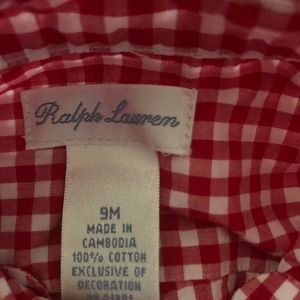 Ralph Lauren
9M
MADE IN
CAMBODIA
100% COTTON
EXCLUSIVE OF
DECORATION